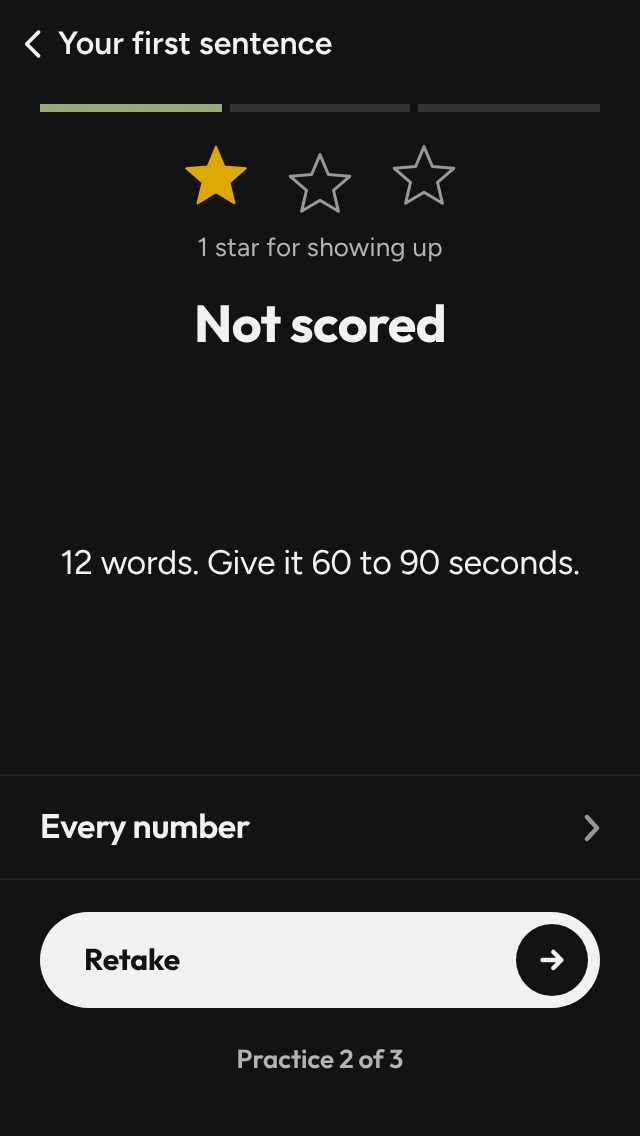 Your first sentence
1 star for showing up
Not scored
12 words. Give it 60 to 90 seconds.
Every number
Retake
Practice 2 of 3